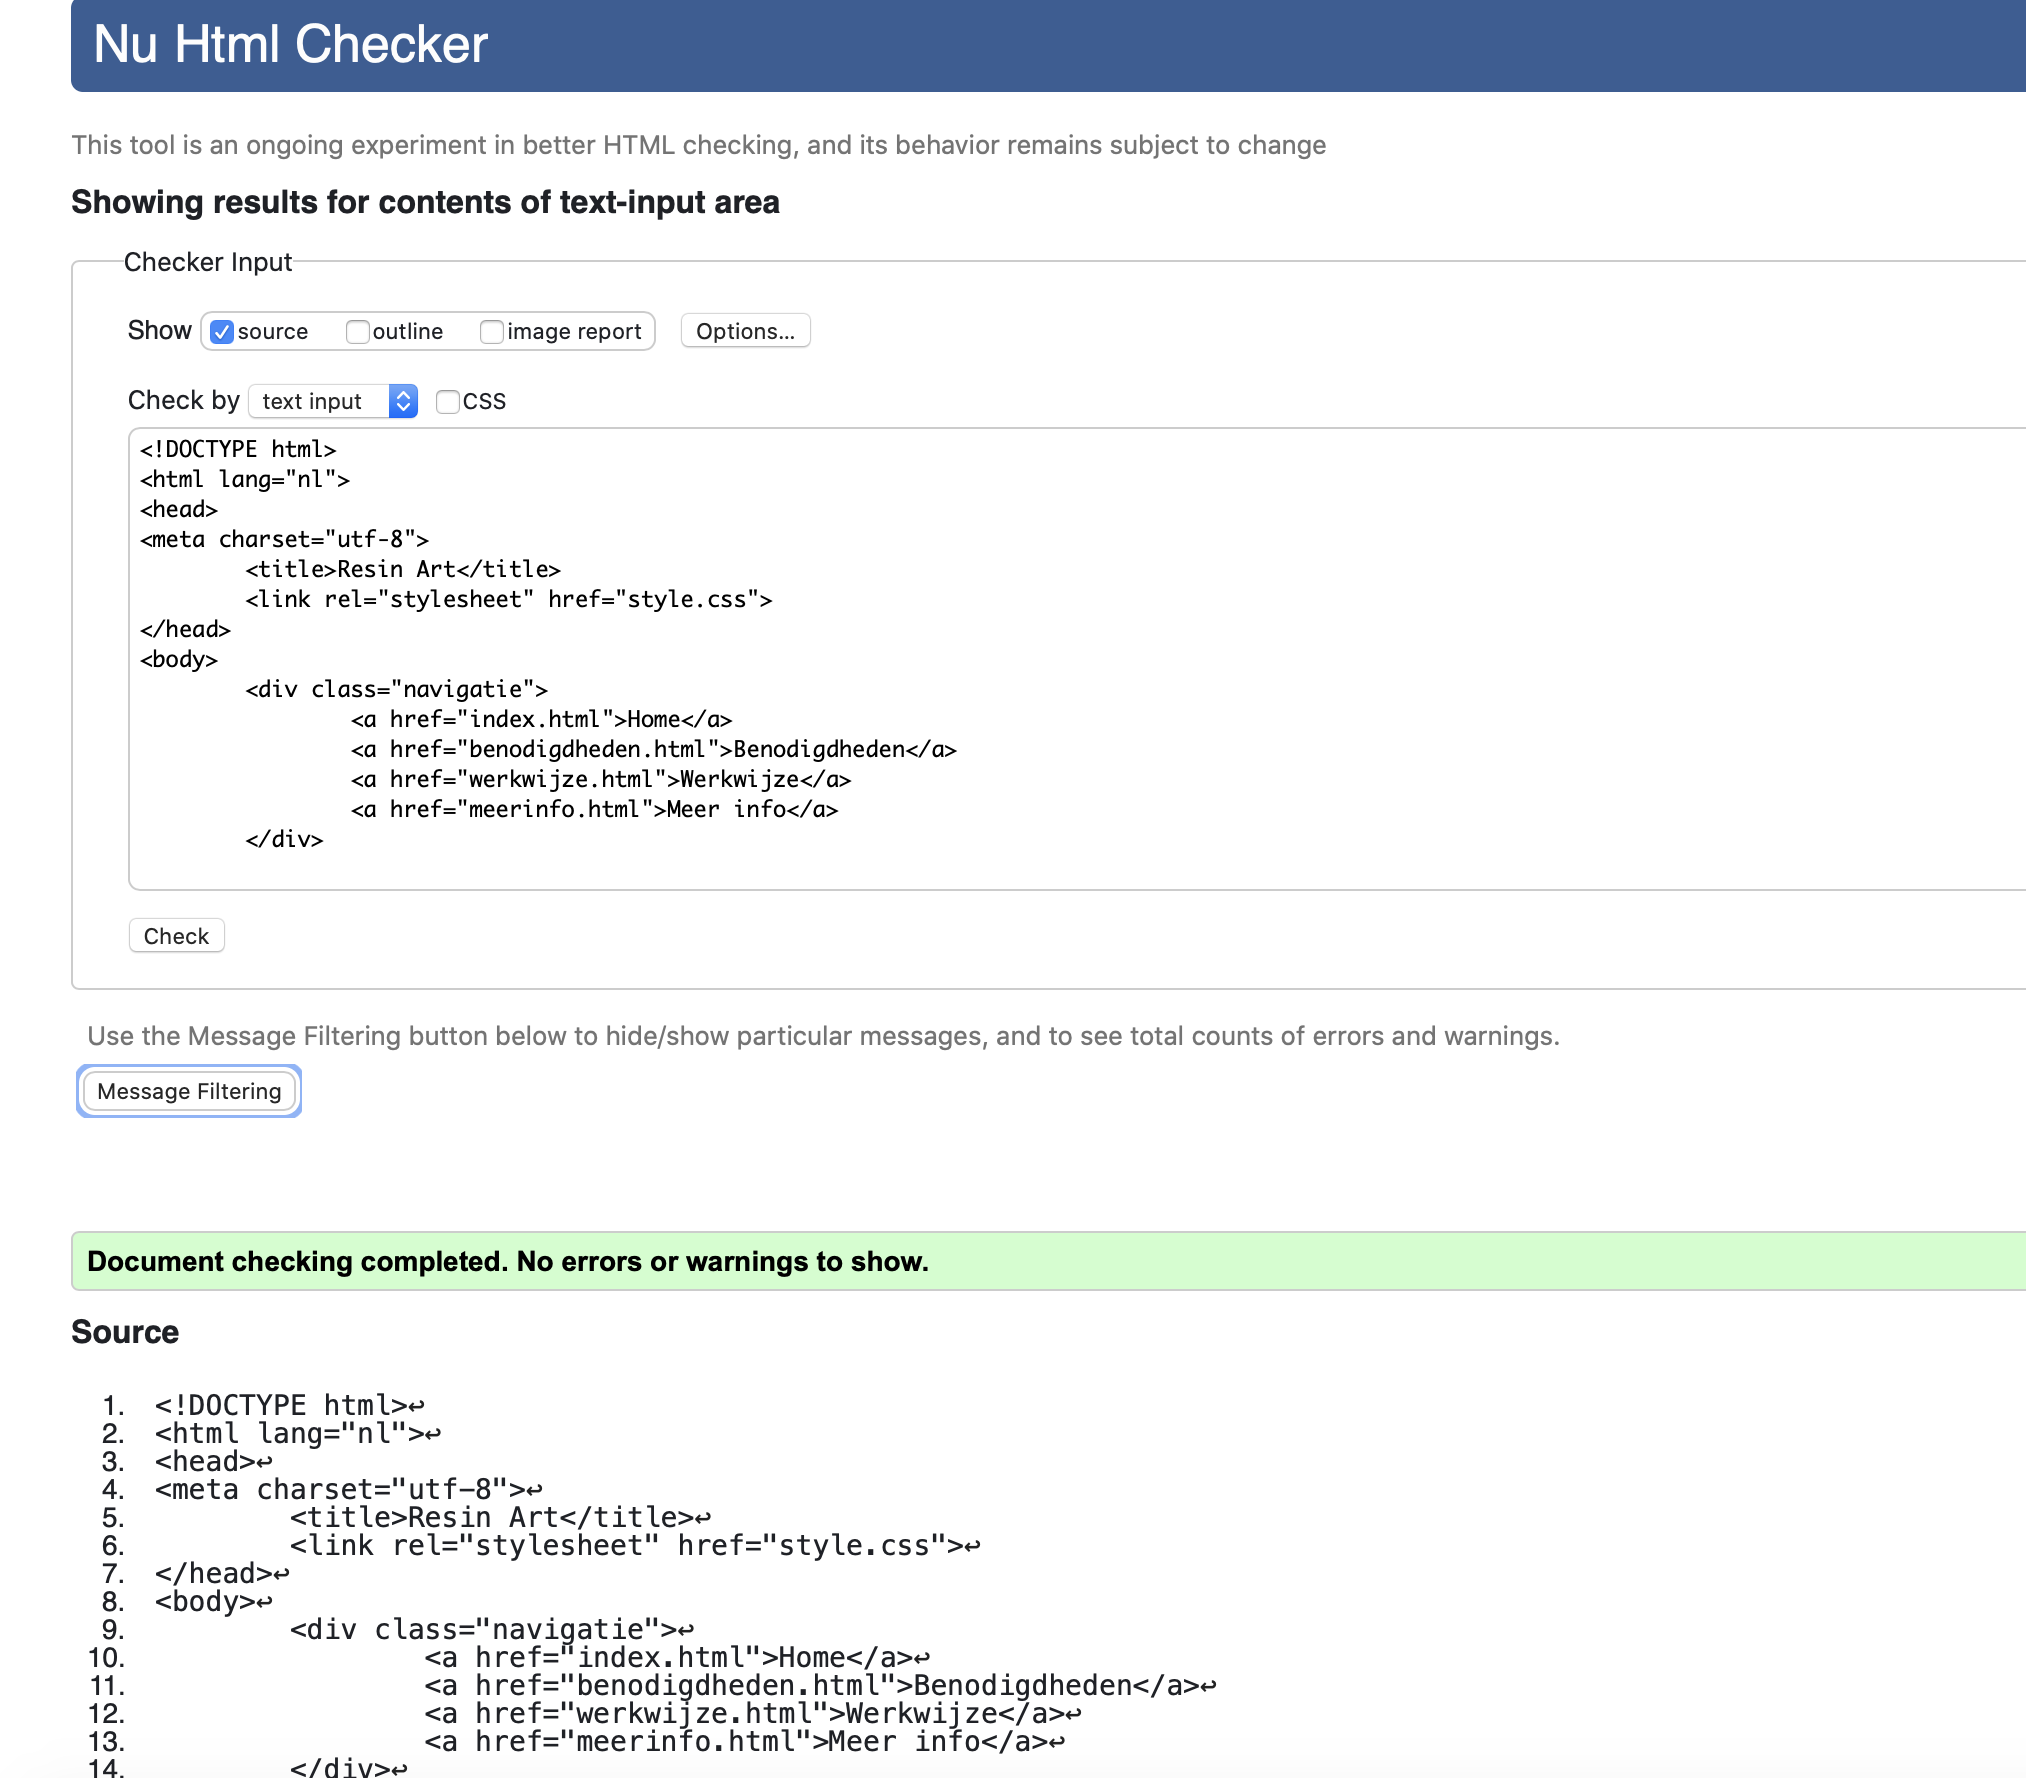 Nu Html Checker
This tool is an ongoing experiment in better HTML checking, and its behavior remains subject to change
Showing results for contents of text-input area
Checker Input
Show source outline image report Options...
Check by text input CSS
<!DOCTYPE html>
<html lang="nl">
<head>
<meta charset="utf-8">
<title>Resin Art</title>
<link rel="stylesheet" href="style.css">
</head>
<body>
<div class="navigatie">
<a href="index.html">Home</a>
<a href="benodigdheden.html">Benodigdheden</a>
<a href="werkwijze.html">Werkwijze</a>
<a href="meerinfo.html">Meer info</a>
</div>
Check
Use the Message Filtering button below to hide/show particular messages, and to see total counts of errors and warnings.
Message Filtering
Document checking completed. No errors or warnings to show.
Source
1. <!DOCTYPE html>↩
2. <html lang="nl">↩
3. <head>↩
4. <meta charset="utf-8">↩
5. <title>Resin Art</title>↩
6. <link rel="stylesheet" href="style.css">↩
7. </head>↩
8. <body>↩
9. <div class="navigatie">↩
10. <a href="index.html">Home</a>↩
11. <a href="benodigdheden.html">Benodigdheden</a>↩
12. <a href="werkwijze.html">Werkwijze</a>↩
13. <a href="meerinfo.html">Meer info</a>↩
14. </div>↩